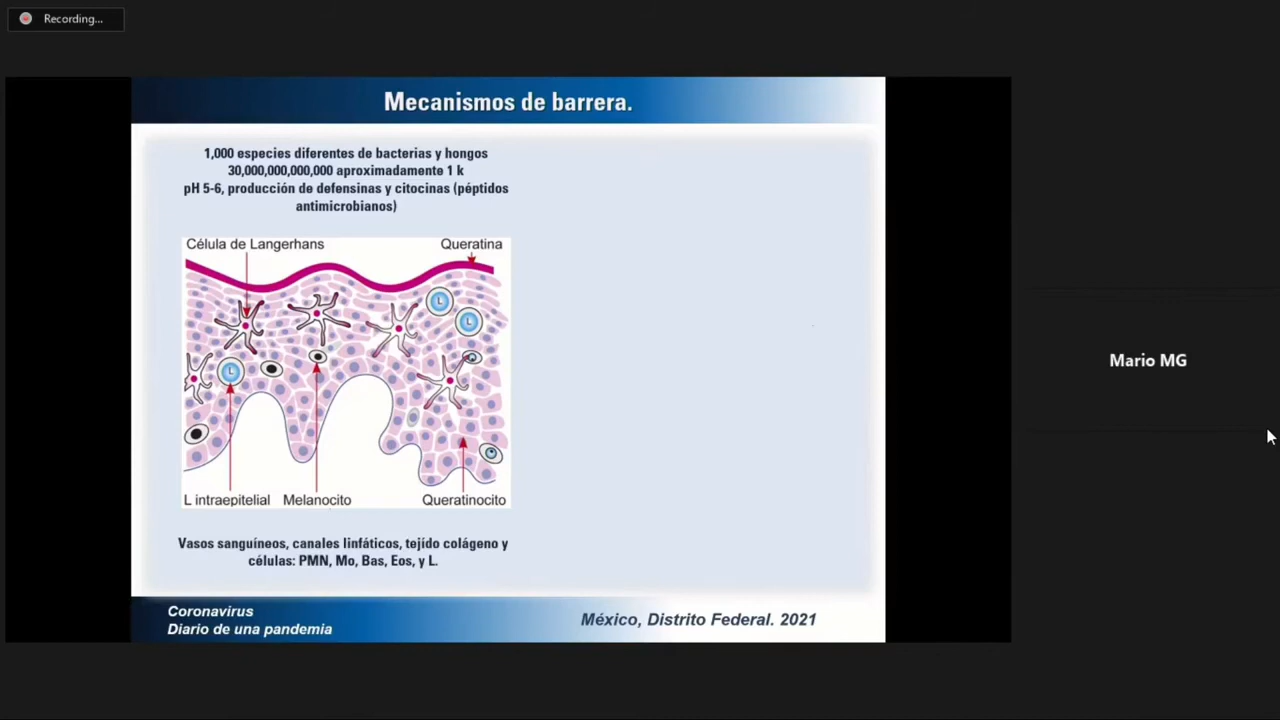 Recording...
Mecanismos de barrera.
1,000 especies diferentes de bacterias y hongos
30,000,000,000,000 aproximadamente 1 k
pH 5-6, producción de defensinas y citocinas (péptidos
antimicrobianos)
Célula de Langerhans
Queratina
L
L
L
L intraepitelial
Melanocito
Queratinocito
Vasos sanguíneos, canales linfáticos, tejido colágeno y
células: PMN, Mo, Bas, Eos, y L.
Coronavirus
Diario de una pandemia
México, Distrito Federal. 2021
Mario MG